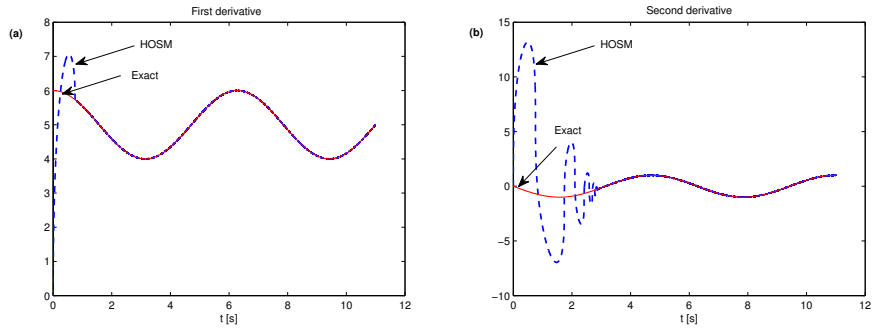 First derivative
(a)
8
7
6
5
4
3
2
1
0
HOSM
Exact
0 2 4 6 8 10 12
t [s]
Second derivative
(b)
15
10
5
0
−5
−10
HOSM
Exact
0 2 4 6 8 10 12
t [s]